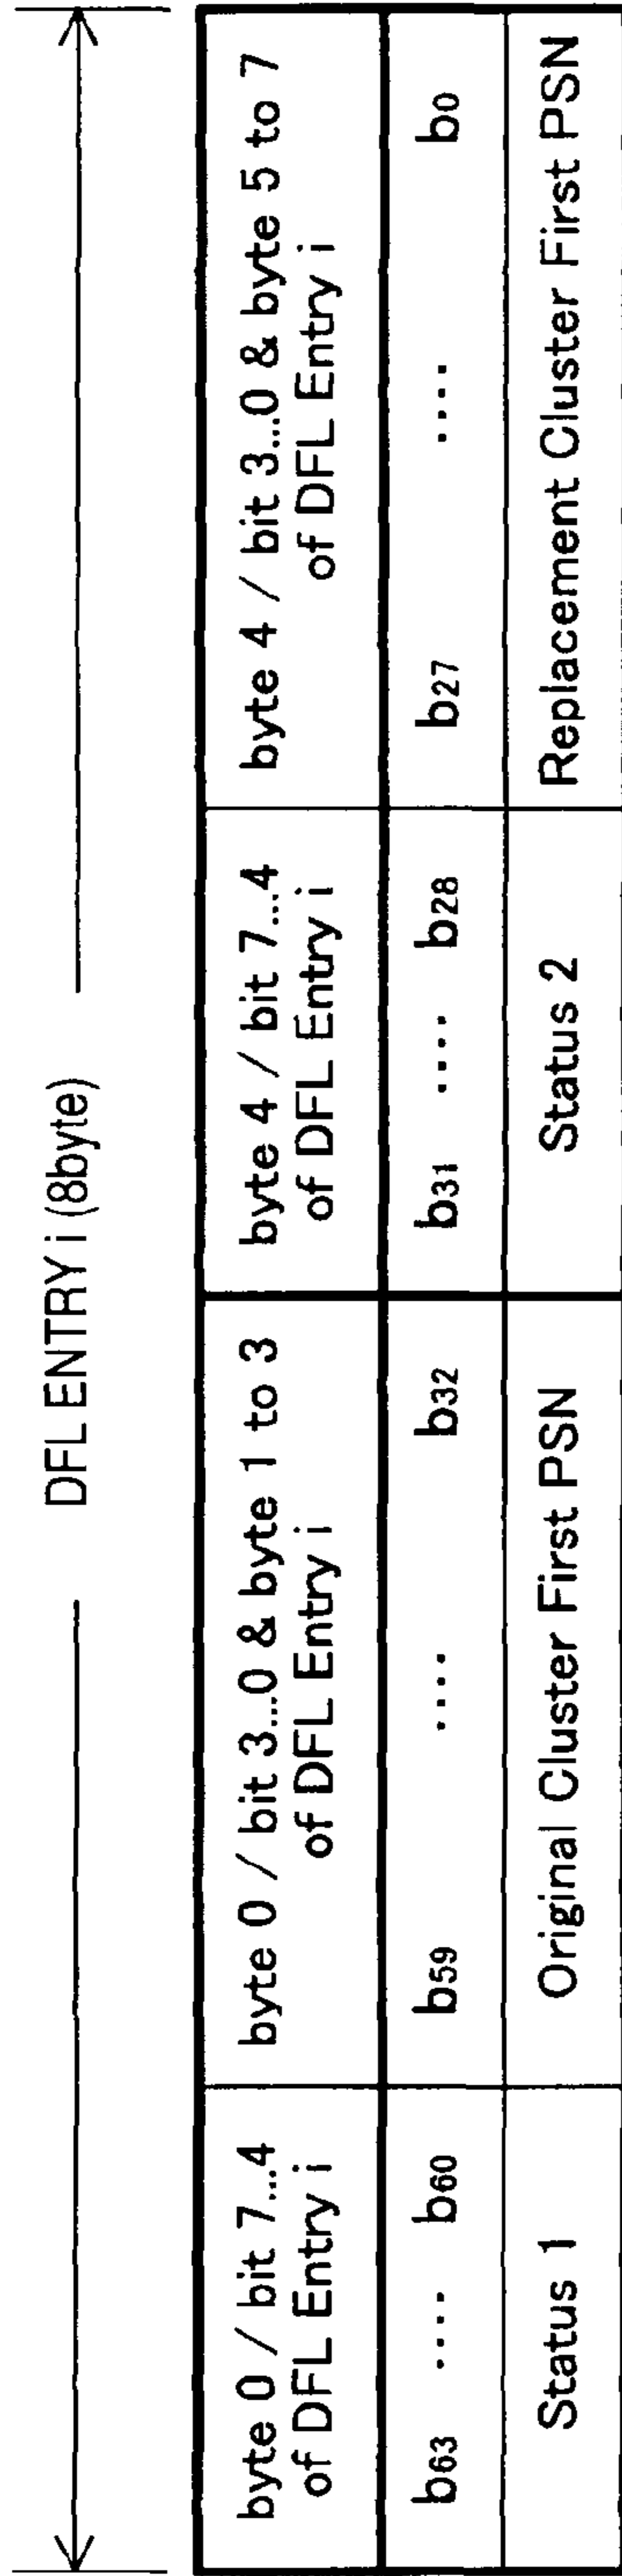 DFL ENTRY i (8byte)
byte 0 / bit 7...4
of DFL Entry i
byte 0 / bit 3...0 & byte 1 to 3
of DFL Entry i
byte 4 / bit 7...4
of DFL Entry i
byte 4 / bit 3...0 & byte 5 to 7
of DFL Entry i
b63 .... b60
b59 .... b32
b31 .... b28
b27 .... b0
Status 1
Original Cluster First PSN
Status 2
Replacement Cluster First PSN